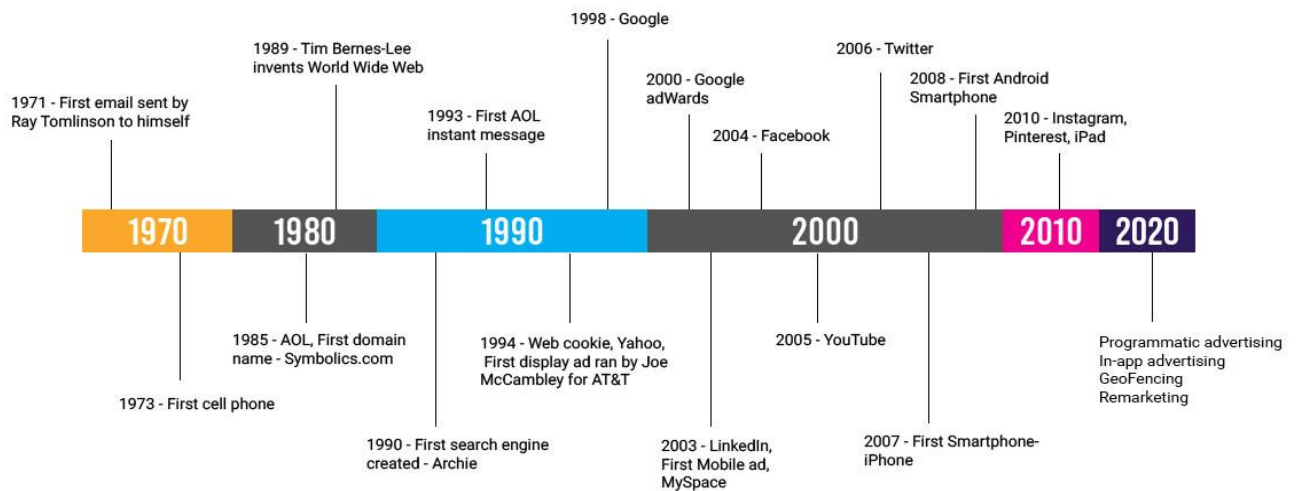 1998 - Google
1989 - Tim Bernes-Lee
invents World Wide Web
2006 - Twitter
2000 - Google
adWards
2008 - First Android
Smartphone
1971 - First email sent by
Ray Tomlinson to himself
1993 - First AOL
instant message
2004 - Facebook
2010 - Instagram,
Pinterest, iPad
1970
1980
1990
2000
2010
2020
1985 - AOL, First domain
name - Symbolics.com
1994 - Web cookie, Yahoo,
First display ad ran by Joe
McCambley for AT&T
2005 - YouTube
Programmatic advertising
In-app advertising
GeoFencing
Remarketing
1973 - First cell phone
1990 - First search engine
created - Archie
2003 - LinkedIn,
First Mobile ad,
MySpace
2007 - First Smartphone-
iPhone